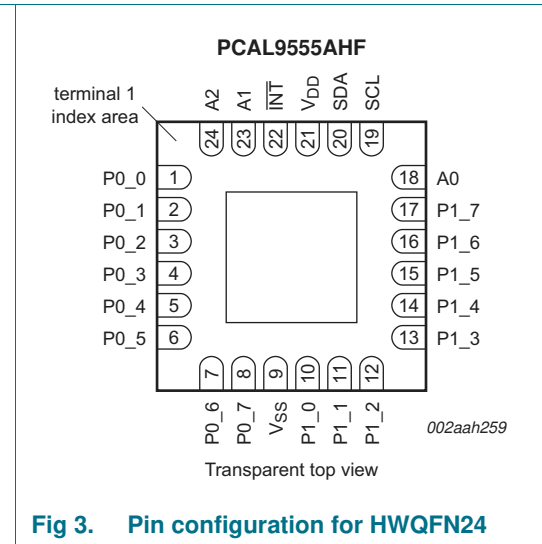 PCAL9555AHF
terminal 1
index area
A2
A1
INT
VDD
SDA
SCL
24
23
22
21
20
19
P0_0 1
P0_1 2
P0_2 3
P0_3 4
P0_4 5
P0_5 6
18 A0
17 P1_7
16 P1_6
15 P1_5
14 P1_4
13 P1_3
7
8
9
10
11
12
P0_6
P0_7
VSS
P1_0
P1_1
P1_2
002aah259
Transparent top view
Fig 3. Pin configuration for HWQFN24